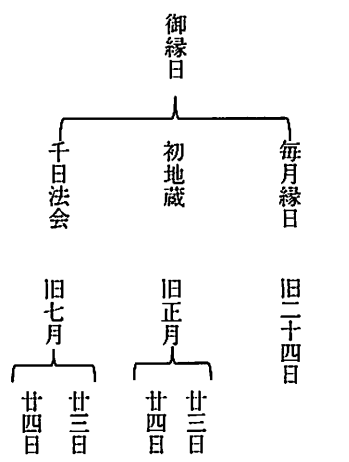 御縁日
毎月縁日　旧二十四日
初地蔵　旧正月
廿三日
廿四日
千日法会　旧七月
廿三日
廿四日